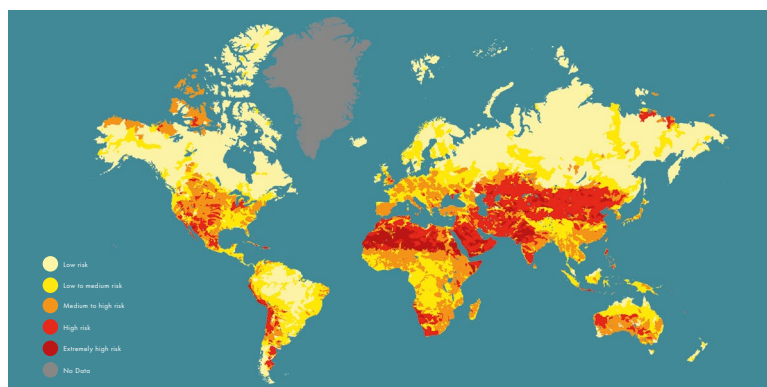 Low risk
Low to medium risk
Medium to high risk
High risk
Extremely high risk
No Data